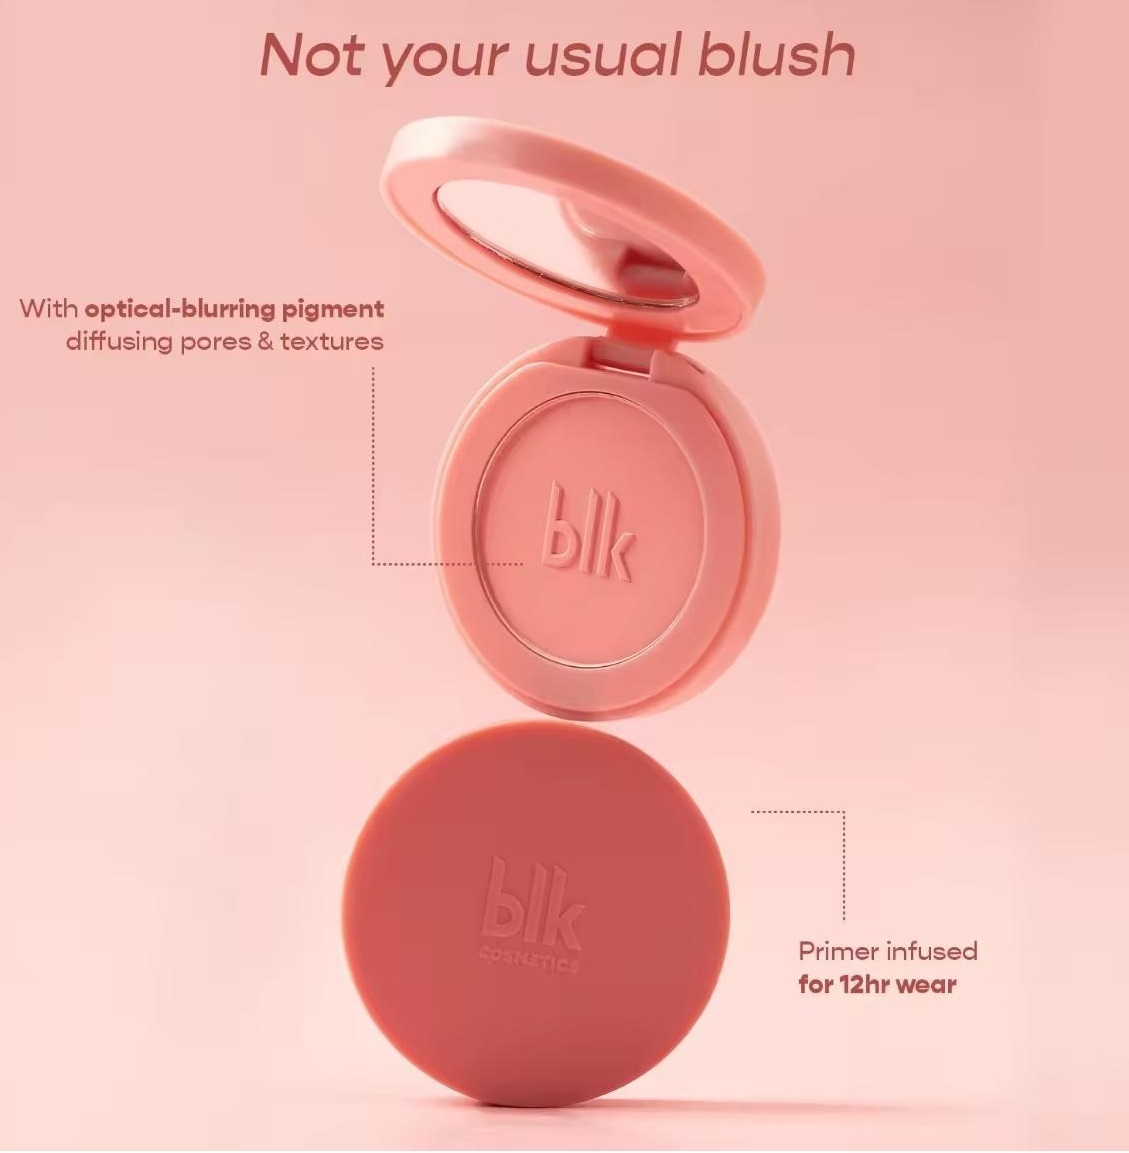 Not your usual blush
With optical-blurring pigment
diffusing pores & textures
blk
blk
COSMETICS
Primer infused
for 12hr wear